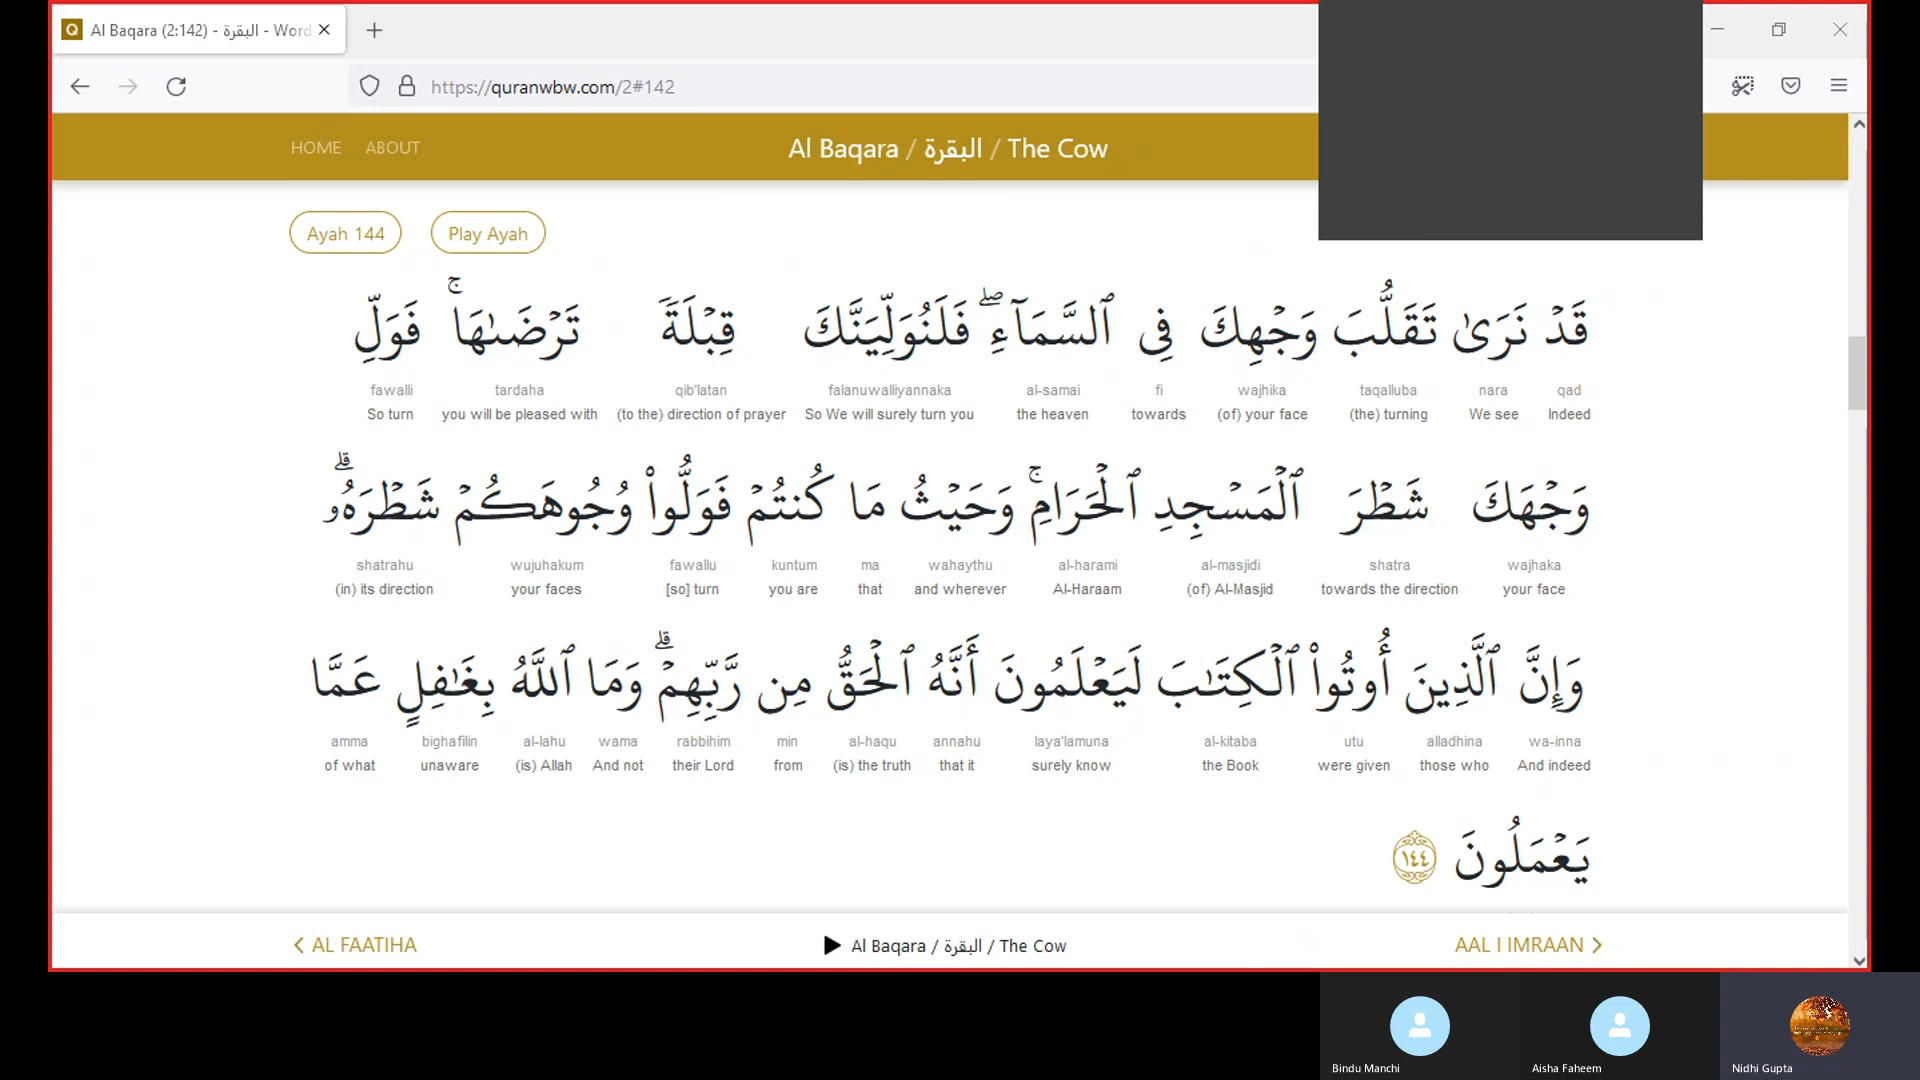 Al Baqara (2:142) - البقرة - Word
https://quranwbw.com/2#142
HOME ABOUT Al Baqara / البقرة / The Cow
Ayah 144 Play Ayah
قَدْ نَرَىٰ تَقَلُّبَ وَجْهِكَ فِى ٱلسَّمَآءِ ۖ فَلَنُوَلِّيَنَّكَ قِبْلَةً تَرْضَىٰهَا ۚ فَوَلِّ
fawalli tardaha qib'latan falanuwalliyannaka al-samai fi wajhika taqalluba nara qad
So turn you will be pleased with (to the) direction of prayer So We will surely turn you the heaven towards (of) your face (the) turning We see Indeed
وَجْهَكَ شَطْرَ ٱلْمَسْجِدِ ٱلْحَرَامِ ۚ وَحَيْثُ مَا كُنتُمْ فَوَلُّوا۟ وُجُوهَكُمْ شَطْرَهُۥ ۗ
shatrahu wujuhakum fawallu kuntum ma wahaythu al-harami al-masjidi shatra wajhaka
(in) its direction your faces [so] turn you are that and wherever Al-Haraam (of) Al-Masjid towards the direction your face
وَإِنَّ ٱلَّذِينَ أُوتُوا۟ ٱلْكِتَٰبَ لَيَعْلَمُونَ أَنَّهُ ٱلْحَقُّ مِن رَّبِّهِمْ ۗ وَمَا ٱللَّهُ بِغَٰفِلٍ عَمَّا
amma bighafilin al-lahu wama rabbihim min al-haqu annahu laya'lamuna al-kitaba utu alladhina wa-inna
of what unaware (is) Allah And not their Lord from (is) the truth that it surely know the Book were given those who And indeed
يَعْمَلُونَ ١٤٤
AL FAATIHA Al Baqara / البقرة / The Cow AAL I IMRAAN
Bindu Manchi Aisha Faheem Nidhi Gupta